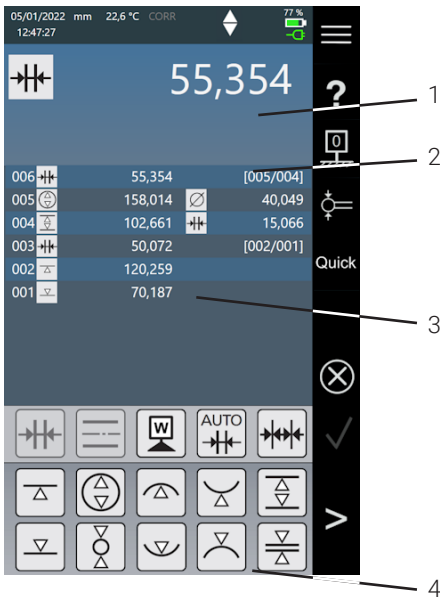 05/01/2022 mm 22,6 °C CORR 77 %
12:47:27
55,354
?
1
0
2
006 55,354 [005/004]
005 158,014 40,049
004 102,661 15,066
003 50,072 [002/001]
002 120,259
001 70,187
Quick
3
W
AUTO
>
4